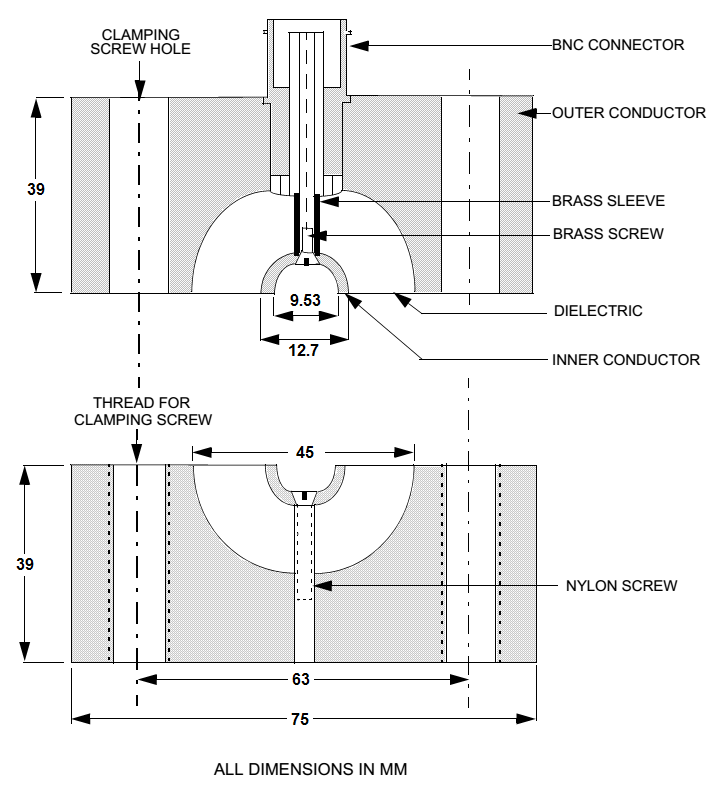 CLAMPING
SCREW HOLE
BNC CONNECTOR
OUTER CONDUCTOR
39
BRASS SLEEVE
BRASS SCREW
9.53
DIELECTRIC
12.7
INNER CONDUCTOR
THREAD FOR
CLAMPING SCREW
45
39
NYLON SCREW
63
75
ALL DIMENSIONS IN MM